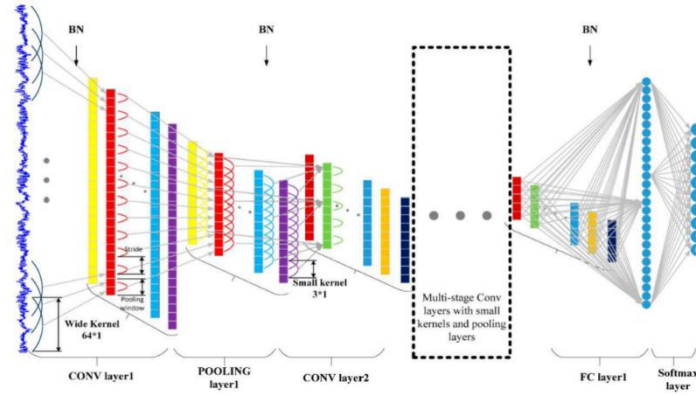 BN
BN
BN
Stride
Pooling
window
Wide Kernel
64*1
Small kernel
3*1
Multi-stage Conv
layers with small
kernels and pooling
layers
CONV layer1
POOLING
layer1
CONV layer2
FC layer1
Softmax
layer